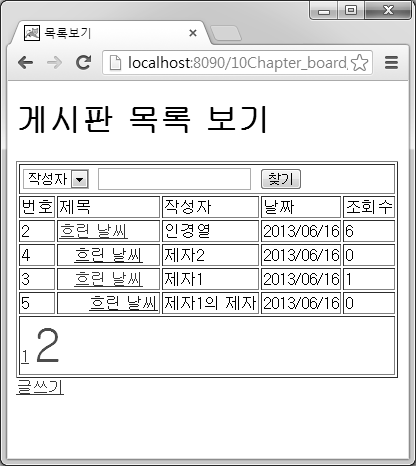 목록보기
localhost:8090/10Chapter_board
게시판 목록 보기
작성자 찾기
번호 제목 작성자 날짜 조회수
2 흐린 날씨 인경열 2013/06/16 6
4 흐린 날씨 제자2 2013/06/16 0
3 흐린 날씨 제자1 2013/06/16 1
5 흐린 날씨 제자1의 제자 2013/06/16 0
1 2
글쓰기